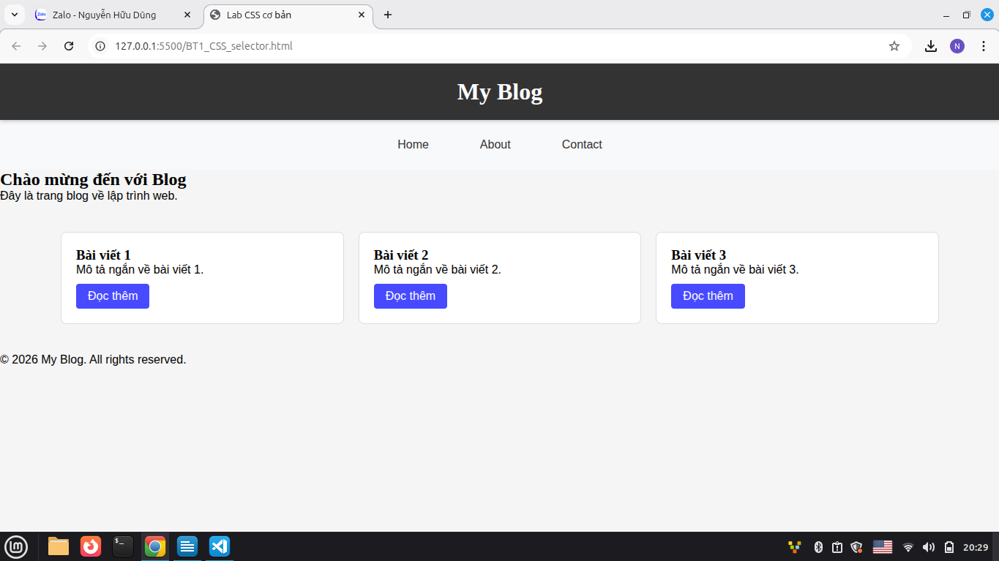 Zalo
Zalo - Nguyễn Hữu Dũng
Lab CSS cơ bản
127.0.0.1:5500/BT1_CSS_selector.html
N
My Blog
Home
About
Contact
Chào mừng đến với Blog
Đây là trang blog về lập trình web.
Bài viết 1
Mô tả ngắn về bài viết 1.
Đọc thêm
Bài viết 2
Mô tả ngắn về bài viết 2.
Đọc thêm
Bài viết 3
Mô tả ngắn về bài viết 3.
Đọc thêm
© 2026 My Blog. All rights reserved.
$_
20:29